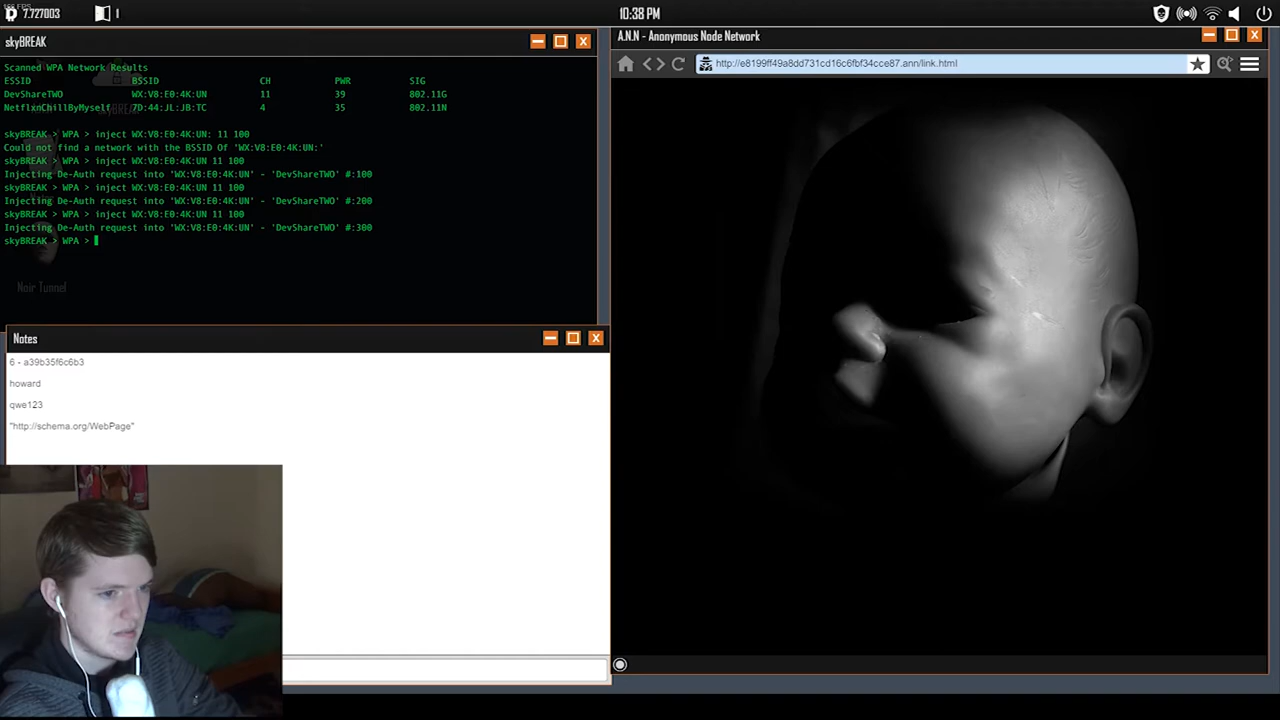 7.727003
1
10:38 PM
skyBREAK
Scanned WPA Network Results
ESSID BSSID CH PWR SIG
DevShareTWO WX:V8:E0:4K:UN 11 39 802.11G
NetflixnChillByMyself 7D:44:JL:JB:TC 4 35 802.11N
skyBREAK > WPA > inject WX:V8:E0:4K:UN: 11 100
Could not find a network with the BSSID Of 'WX:V8:E0:4K:UN:'
skyBREAK > WPA > inject WX:V8:E0:4K:UN 11 100
Injecting De-Auth request into 'WX:V8:E0:4K:UN' - 'DevShareTWO' #:100
skyBREAK > WPA > inject WX:V8:E0:4K:UN 11 100
Injecting De-Auth request into 'WX:V8:E0:4K:UN' - 'DevShareTWO' #:200
skyBREAK > WPA > inject WX:V8:E0:4K:UN 11 100
Injecting De-Auth request into 'WX:V8:E0:4K:UN' - 'DevShareTWO' #:300
skyBREAK > WPA >
Noir Tunnel
Notes
6 - a39b35f6c6b3
howard
qwe123
"http://schema.org/WebPage"
A.N.N - Anonymous Node Network
http://e8199ff49a8dd731cd16c6fbf34cce87.ann/link.html